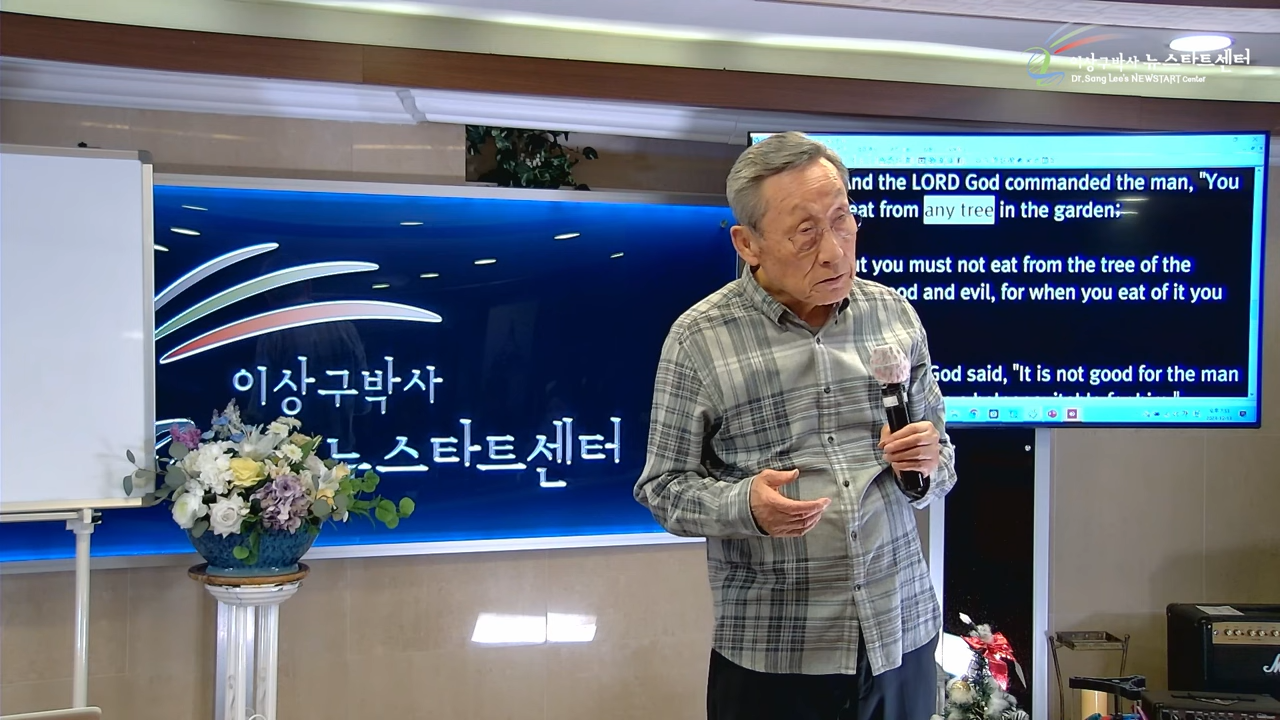 이상구박사 뉴스타트센터
Dr. Sang Lee's NEWSTART Center
이상구박사
뉴스타트센터
and the LORD God commanded the man, "You
eat from any tree in the garden;
you must not eat from the tree of the
and evil, for when you eat of it you
God said, "It is not good for the man